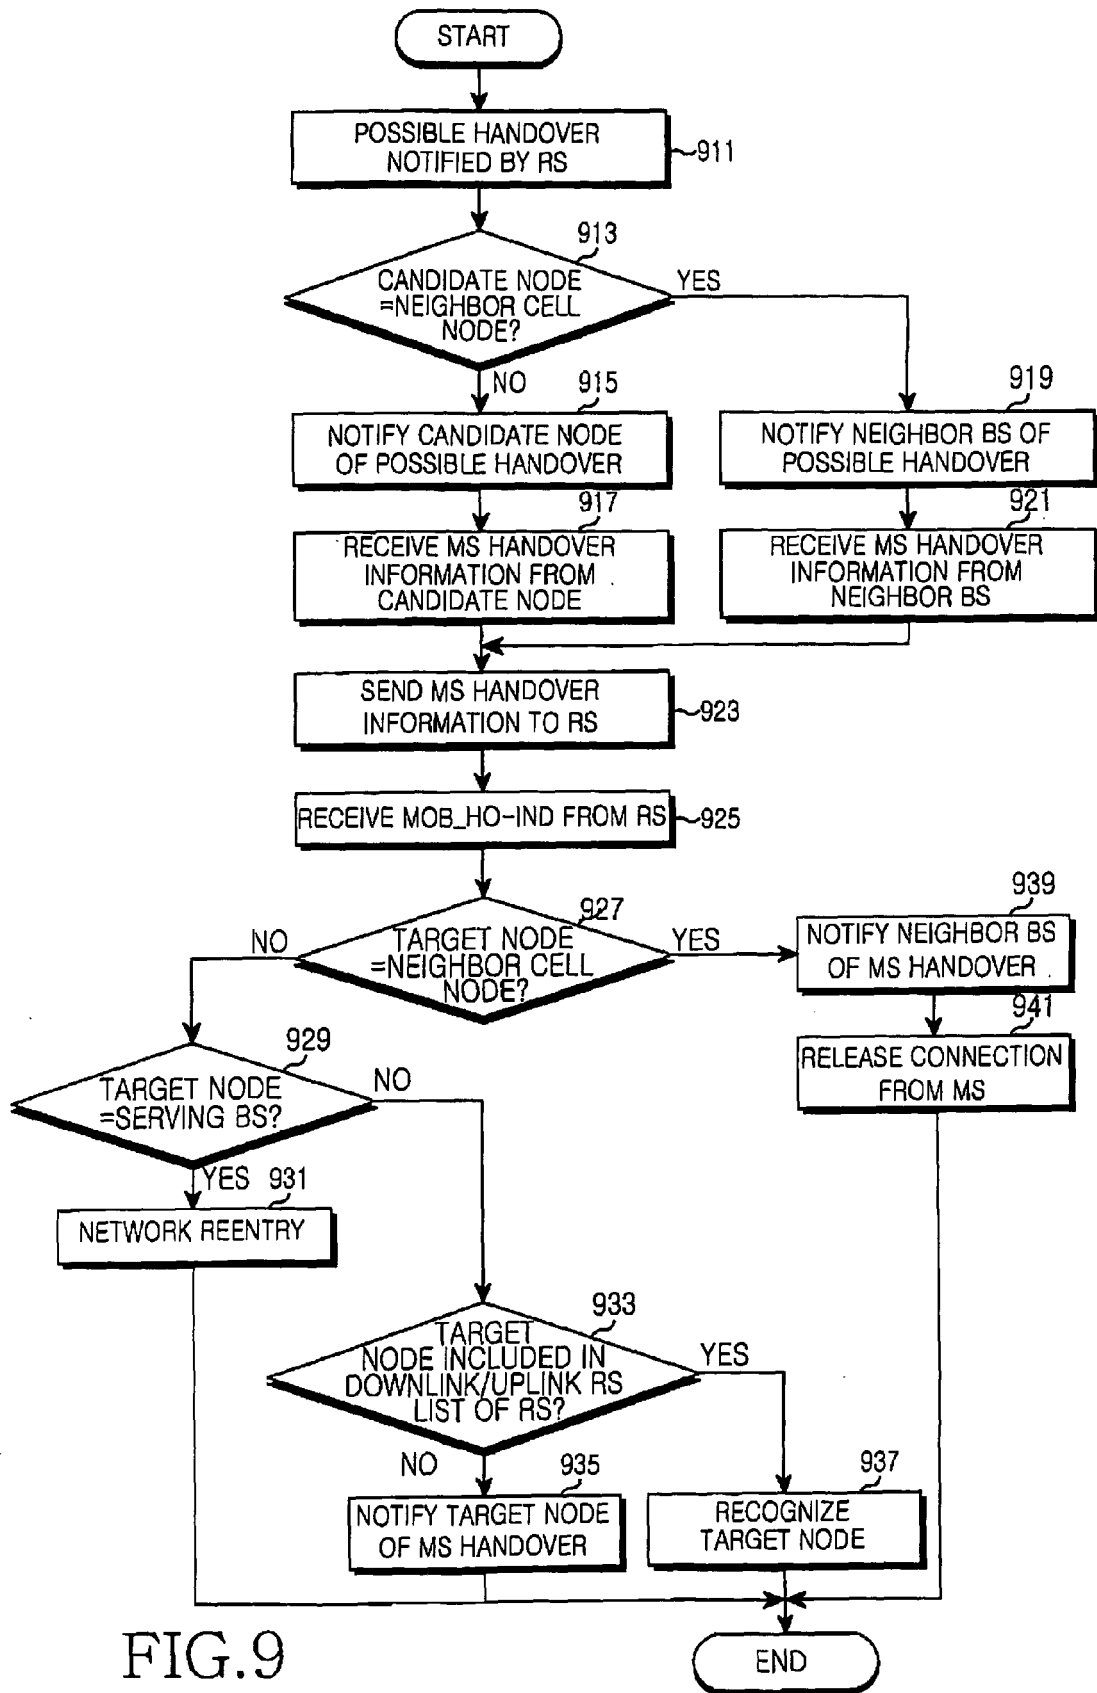 START
POSSIBLE HANDOVER
NOTIFIED BY RS
911
913
CANDIDATE NODE
=NEIGHBOR CELL
NODE?
YES
NO
915
NOTIFY CANDIDATE NODE
OF POSSIBLE HANDOVER
919
NOTIFY NEIGHBOR BS OF
POSSIBLE HANDOVER
917
RECEIVE MS HANDOVER
INFORMATION FROM
CANDIDATE NODE
921
RECEIVE MS HANDOVER
INFORMATION FROM
NEIGHBOR BS
SEND MS HANDOVER
INFORMATION TO RS
923
RECEIVE MOB_HO-IND FROM RS
925
927
TARGET NODE
=NEIGHBOR CELL
NODE?
NO
YES
939
NOTIFY NEIGHBOR BS
OF MS HANDOVER
941
RELEASE CONNECTION
FROM MS
929
TARGET NODE
=SERVING BS?
NO
YES
931
NETWORK REENTRY
933
TARGET
NODE INCLUDED IN
DOWNLINK/UPLINK RS
LIST OF RS?
YES
NO
935
NOTIFY TARGET NODE
OF MS HANDOVER
937
RECOGNIZE
TARGET NODE
END
FIG.9